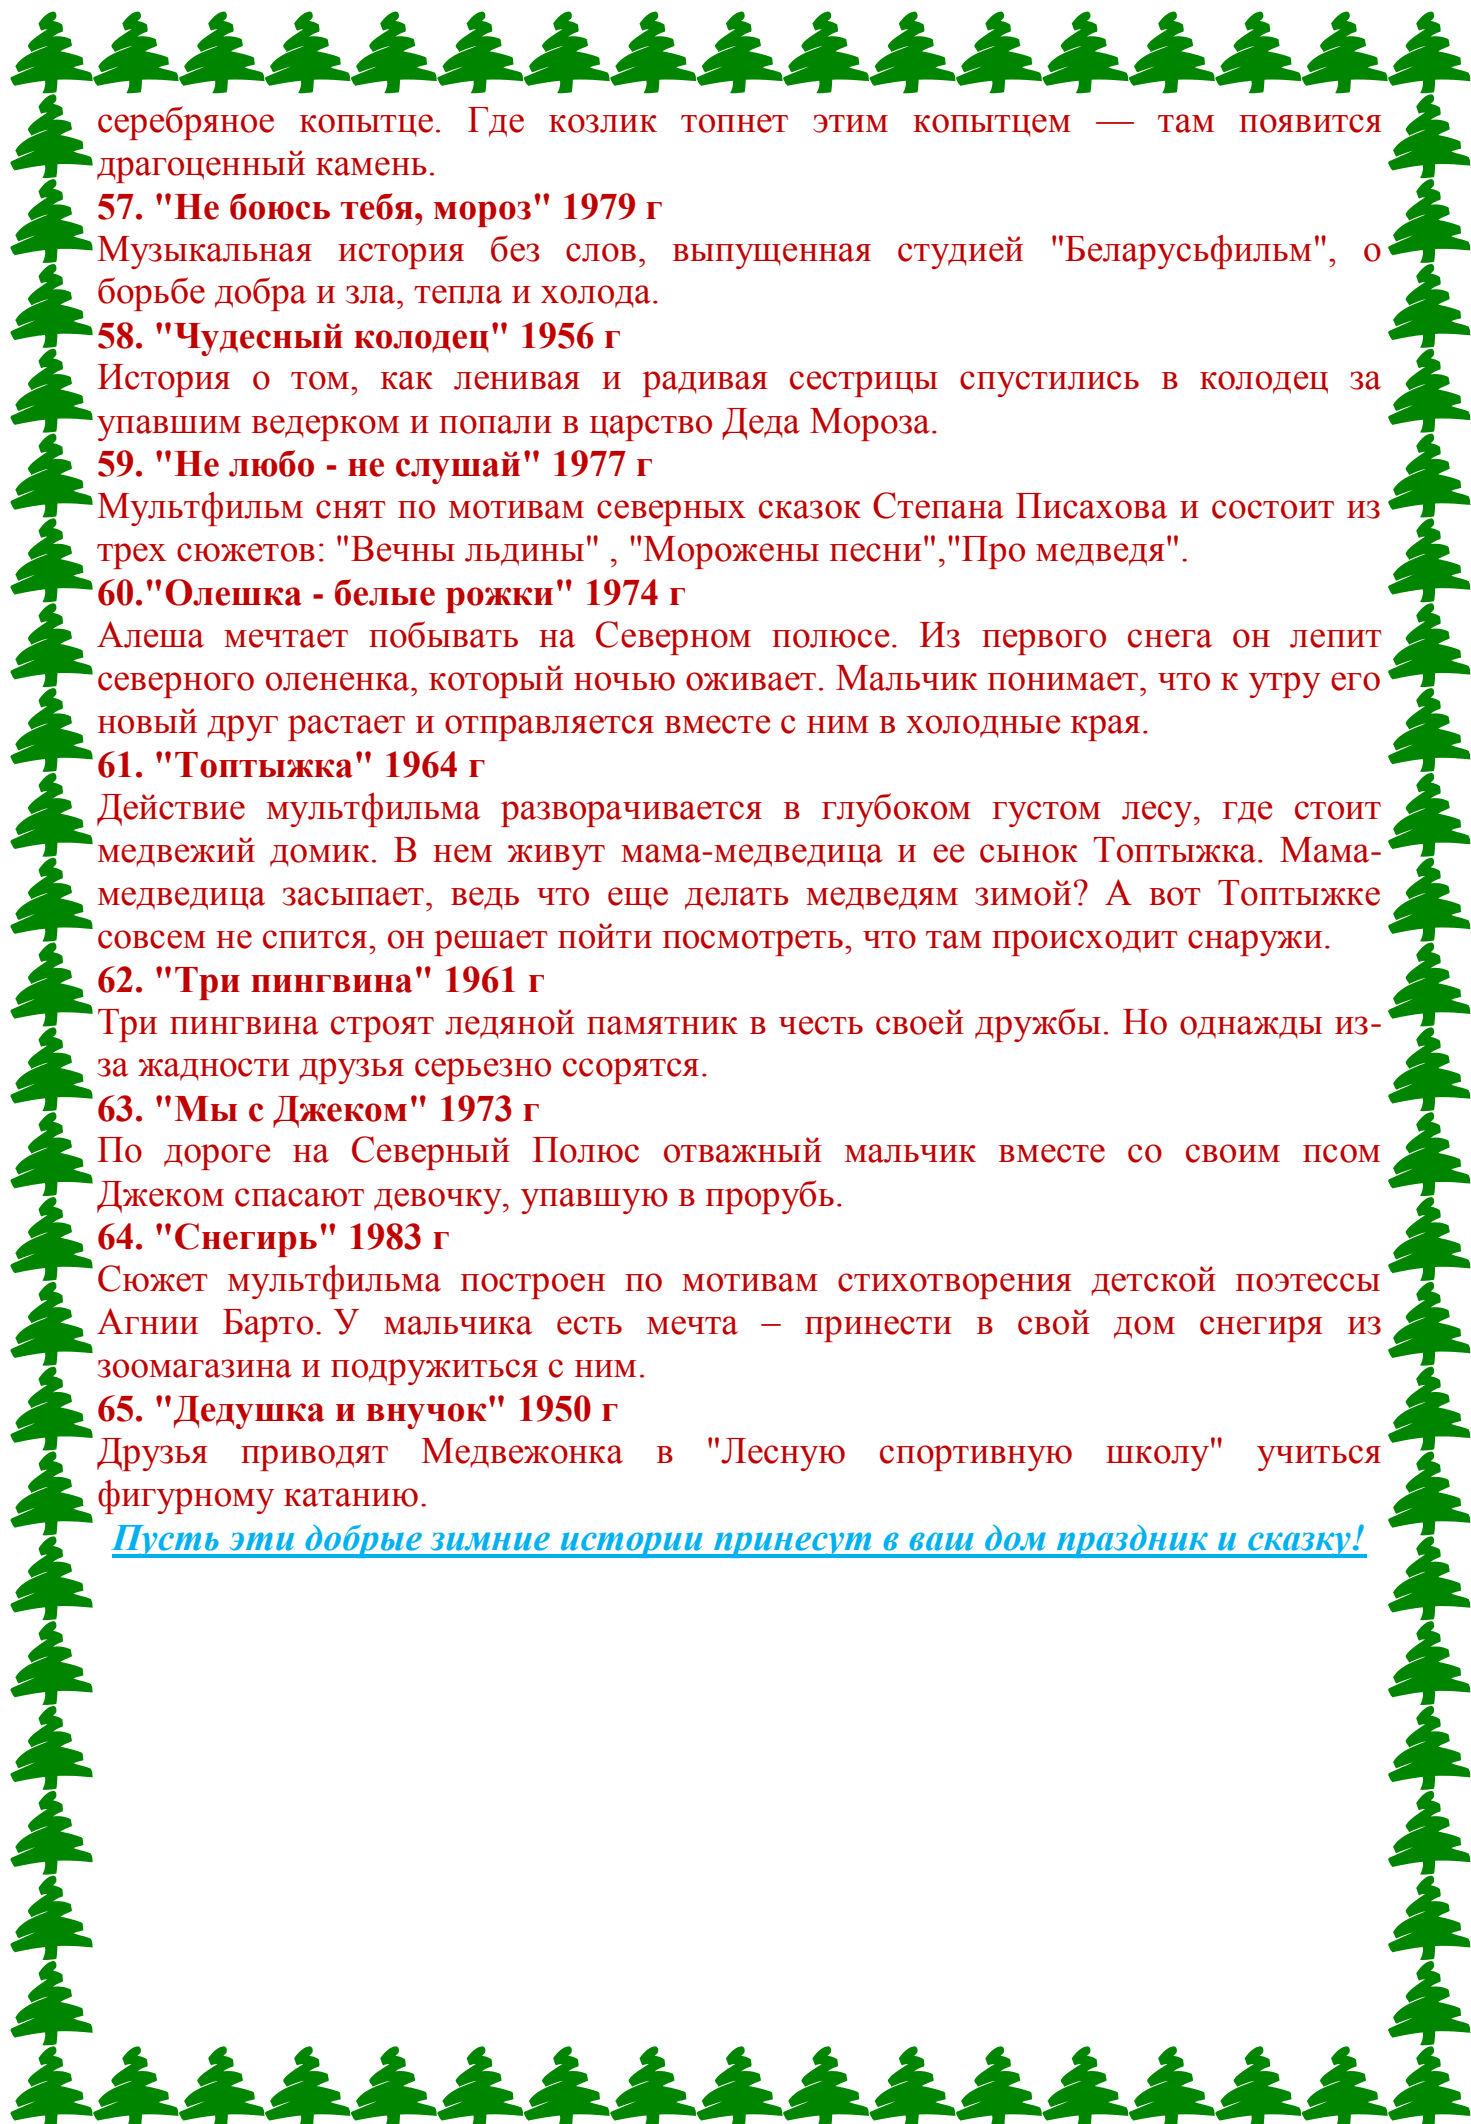 серебряное копытце. Где козлик топнет этим копытцем — там появится
драгоценный камень.
57. "Не боюсь тебя, мороз" 1979 г
Музыкальная история без слов, выпущенная студией "Беларусьфильм", о
борьбе добра и зла, тепла и холода.
58. "Чудесный колодец" 1956 г
История о том, как ленивая и радивая сестрицы спустились в колодец за
упавшим ведерком и попали в царство Деда Мороза.
59. "Не любо - не слушай" 1977 г
Мультфильм снят по мотивам северных сказок Степана Писахова и состоит из
трех сюжетов: "Вечны льдины" , "Морожены песни","Про медведя".
60."Олешка - белые рожки" 1974 г
Алеша мечтает побывать на Северном полюсе. Из первого снега он лепит
северного олененка, который ночью оживает. Мальчик понимает, что к утру его
новый друг растает и отправляется вместе с ним в холодные края.
61. "Топтыжка" 1964 г
Действие мультфильма разворачивается в глубоком густом лесу, где стоит
медвежий домик. В нем живут мама-медведица и ее сынок Топтыжка. Мама-
медведица засыпает, ведь что еще делать медведям зимой? А вот Топтыжке
совсем не спится, он решает пойти посмотреть, что там происходит снаружи.
62. "Три пингвина" 1961 г
Три пингвина строят ледяной памятник в честь своей дружбы. Но однажды из-
за жадности друзья серьезно ссорятся.
63. "Мы с Джеком" 1973 г
По дороге на Северный Полюс отважный мальчик вместе со своим псом
Джеком спасают девочку, упавшую в прорубь.
64. "Снегирь" 1983 г
Сюжет мультфильма построен по мотивам стихотворения детской поэтессы
Агнии Барто. У мальчика есть мечта – принести в свой дом снегиря из
зоомагазина и подружиться с ним.
65. "Дедушка и внучок" 1950 г
Друзья приводят Медвежонка в "Лесную спортивную школу" учиться
фигурному катанию.
Пусть эти добрые зимние истории принесут в ваш дом праздник и сказку!